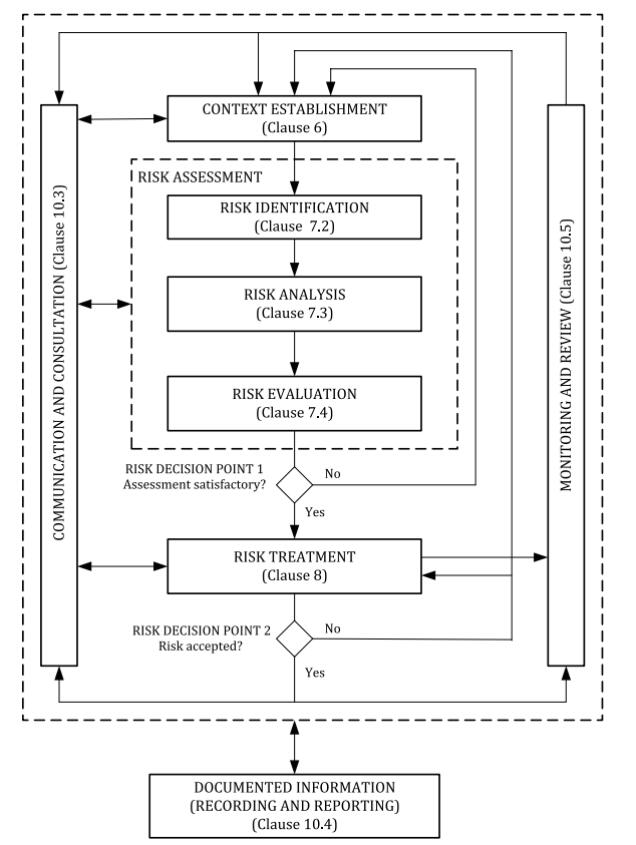 CONTEXT ESTABLISHMENT
(Clause 6)
RISK ASSESSMENT
RISK IDENTIFICATION
(Clause 7.2)
RISK ANALYSIS
(Clause 7.3)
RISK EVALUATION
(Clause 7.4)
RISK DECISION POINT 1
Assessment satisfactory?
No
Yes
RISK TREATMENT
(Clause 8)
RISK DECISION POINT 2
Risk accepted?
No
Yes
COMMUNICATION AND CONSULTATION (Clause 10.3)
MONITORING AND REVIEW (Clause 10.5)
DOCUMENTED INFORMATION
(RECORDING AND REPORTING)
(Clause 10.4)